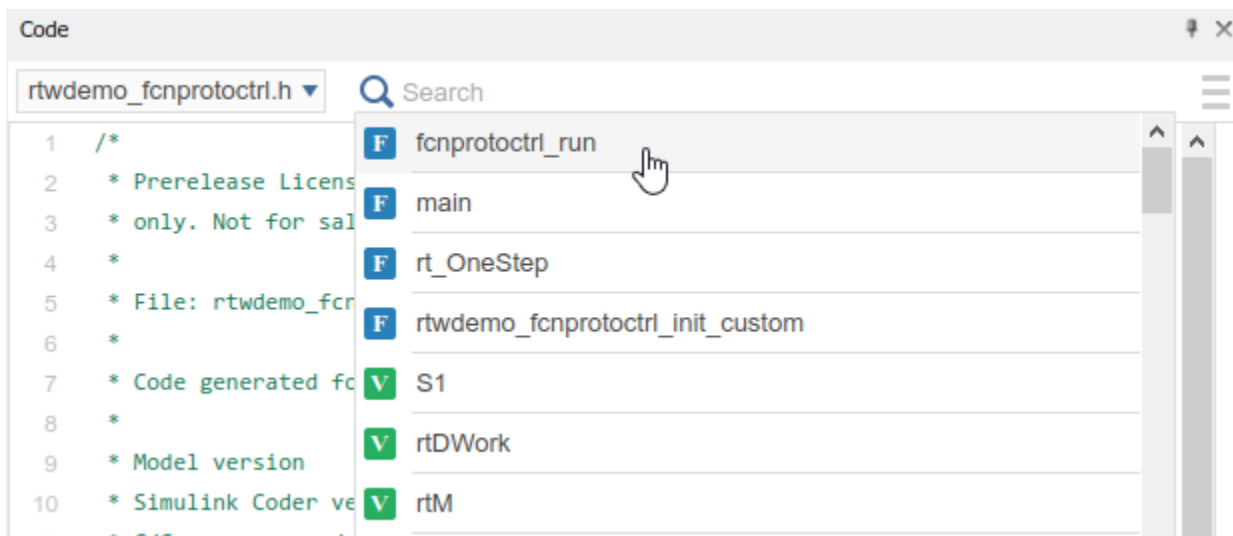 Code
rtwdemo_fcnprotoctrl.h
Search
1 /*
2 * Prerelease Licens
3 * only. Not for sal
4 *
5 * File: rtwdemo_fcn
6 *
7 * Code generated fo
8 *
9 * Model version
10 * Simulink Coder ve
F fcnprotoctrl_run
F main
F rt_OneStep
F rtwdemo_fcnprotoctrl_init_custom
V S1
V rtDWork
V rtM